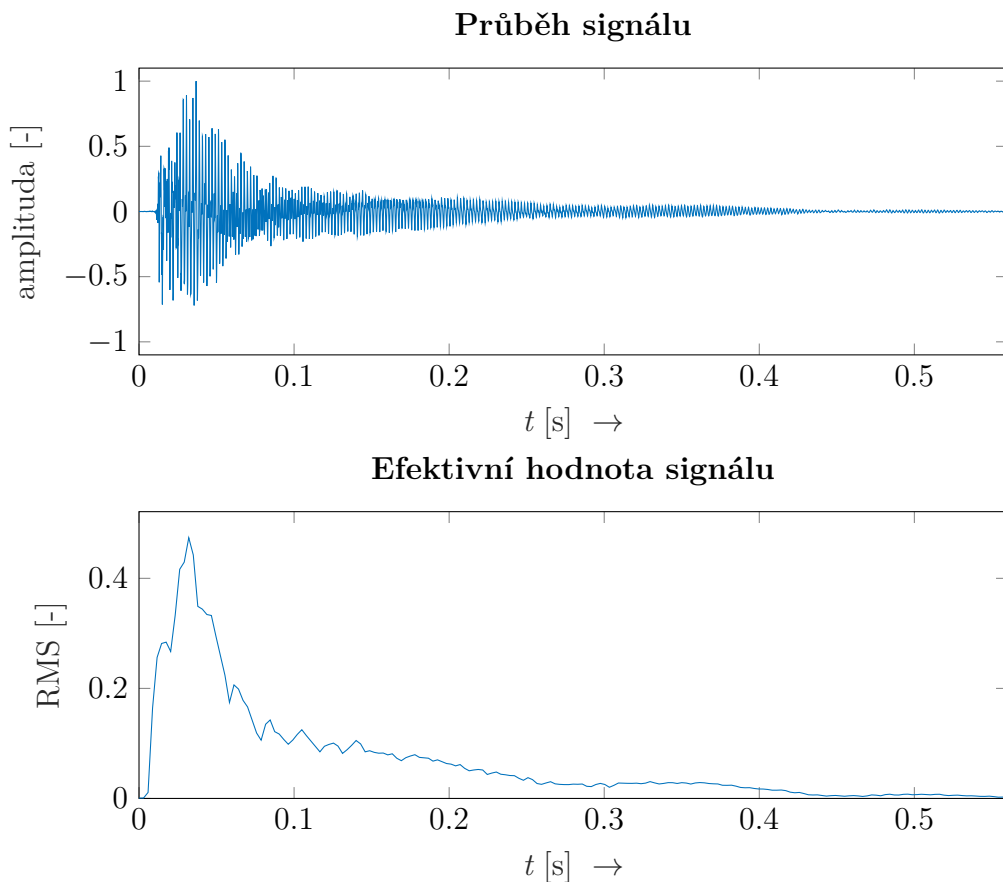 Průběh signálu
amplituda [-]
1
0.5
0
−0.5
−1
0 0.1 0.2 0.3 0.4 0.5
t [s] →
Efektivní hodnota signálu
RMS [-]
0.4
0.2
0
0 0.1 0.2 0.3 0.4 0.5
t [s] →